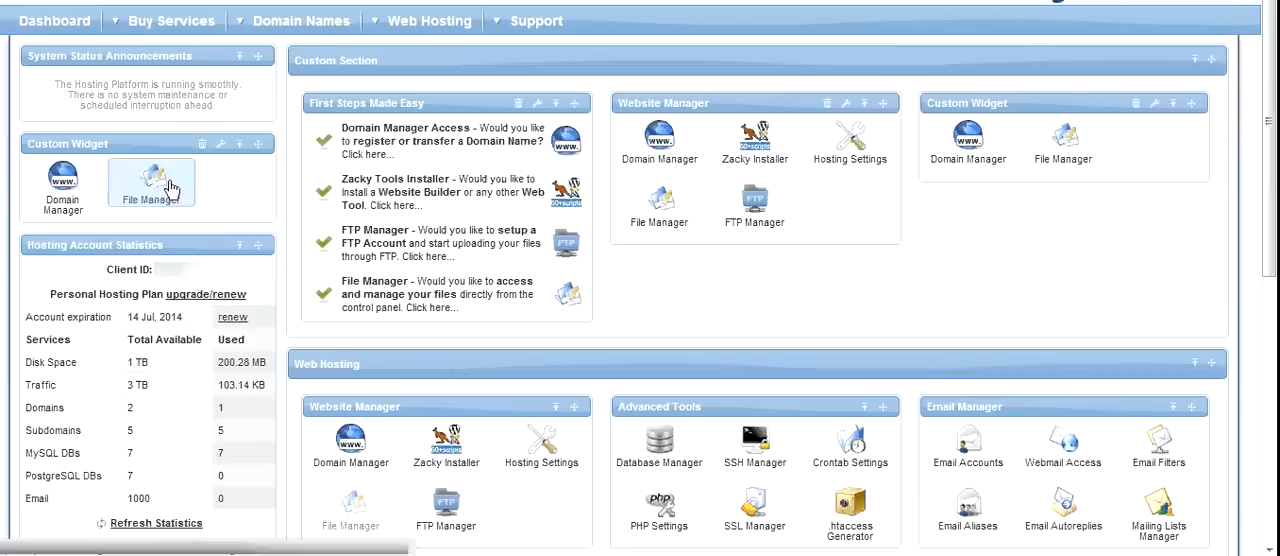 Dashboard
Buy Services
Domain Names
Web Hosting
Support
System Status Announcements
The Hosting Platform is running smoothly.
There is no system maintenance or
scheduled interruption ahead.
Custom Widget
Domain
Manager
File Manager
Hosting Account Statistics
Client ID:
Personal Hosting Plan upgrade/renew
Account expiration 14 Jul, 2014 renew
Services Total Available Used
Disk Space 1 TB 200.28 MB
Traffic 3 TB 103.14 KB
Domains 2 1
Subdomains 5 5
MySQL DBs 7 7
PostgreSQL DBs 7 0
Email 1000 0
Refresh Statistics
Custom Section
First Steps Made Easy
Domain Manager Access - Would you like
to register or transfer a Domain Name?
Click here...
Zacky Tools Installer - Would you like to
Install a Website Builder or any other Web
Tool. Click here...
FTP Manager - Would you like to setup a
FTP Account and start uploading your files
through FTP. Click here...
File Manager - Would you like to access
and manage your files directly from the
control panel. Click here...
Website Manager
Domain Manager
Zacky Installer
Hosting Settings
File Manager
FTP Manager
Custom Widget
Domain Manager
File Manager
Web Hosting
Website Manager
Domain Manager
Zacky Installer
Hosting Settings
File Manager
FTP Manager
Advanced Tools
Database Manager
SSH Manager
Crontab Settings
PHP Settings
SSL Manager
.htaccess
Generator
Email Manager
Email Accounts
Webmail Access
Email Filters
Email Aliases
Email Autoreplies
Mailing Lists
Manager